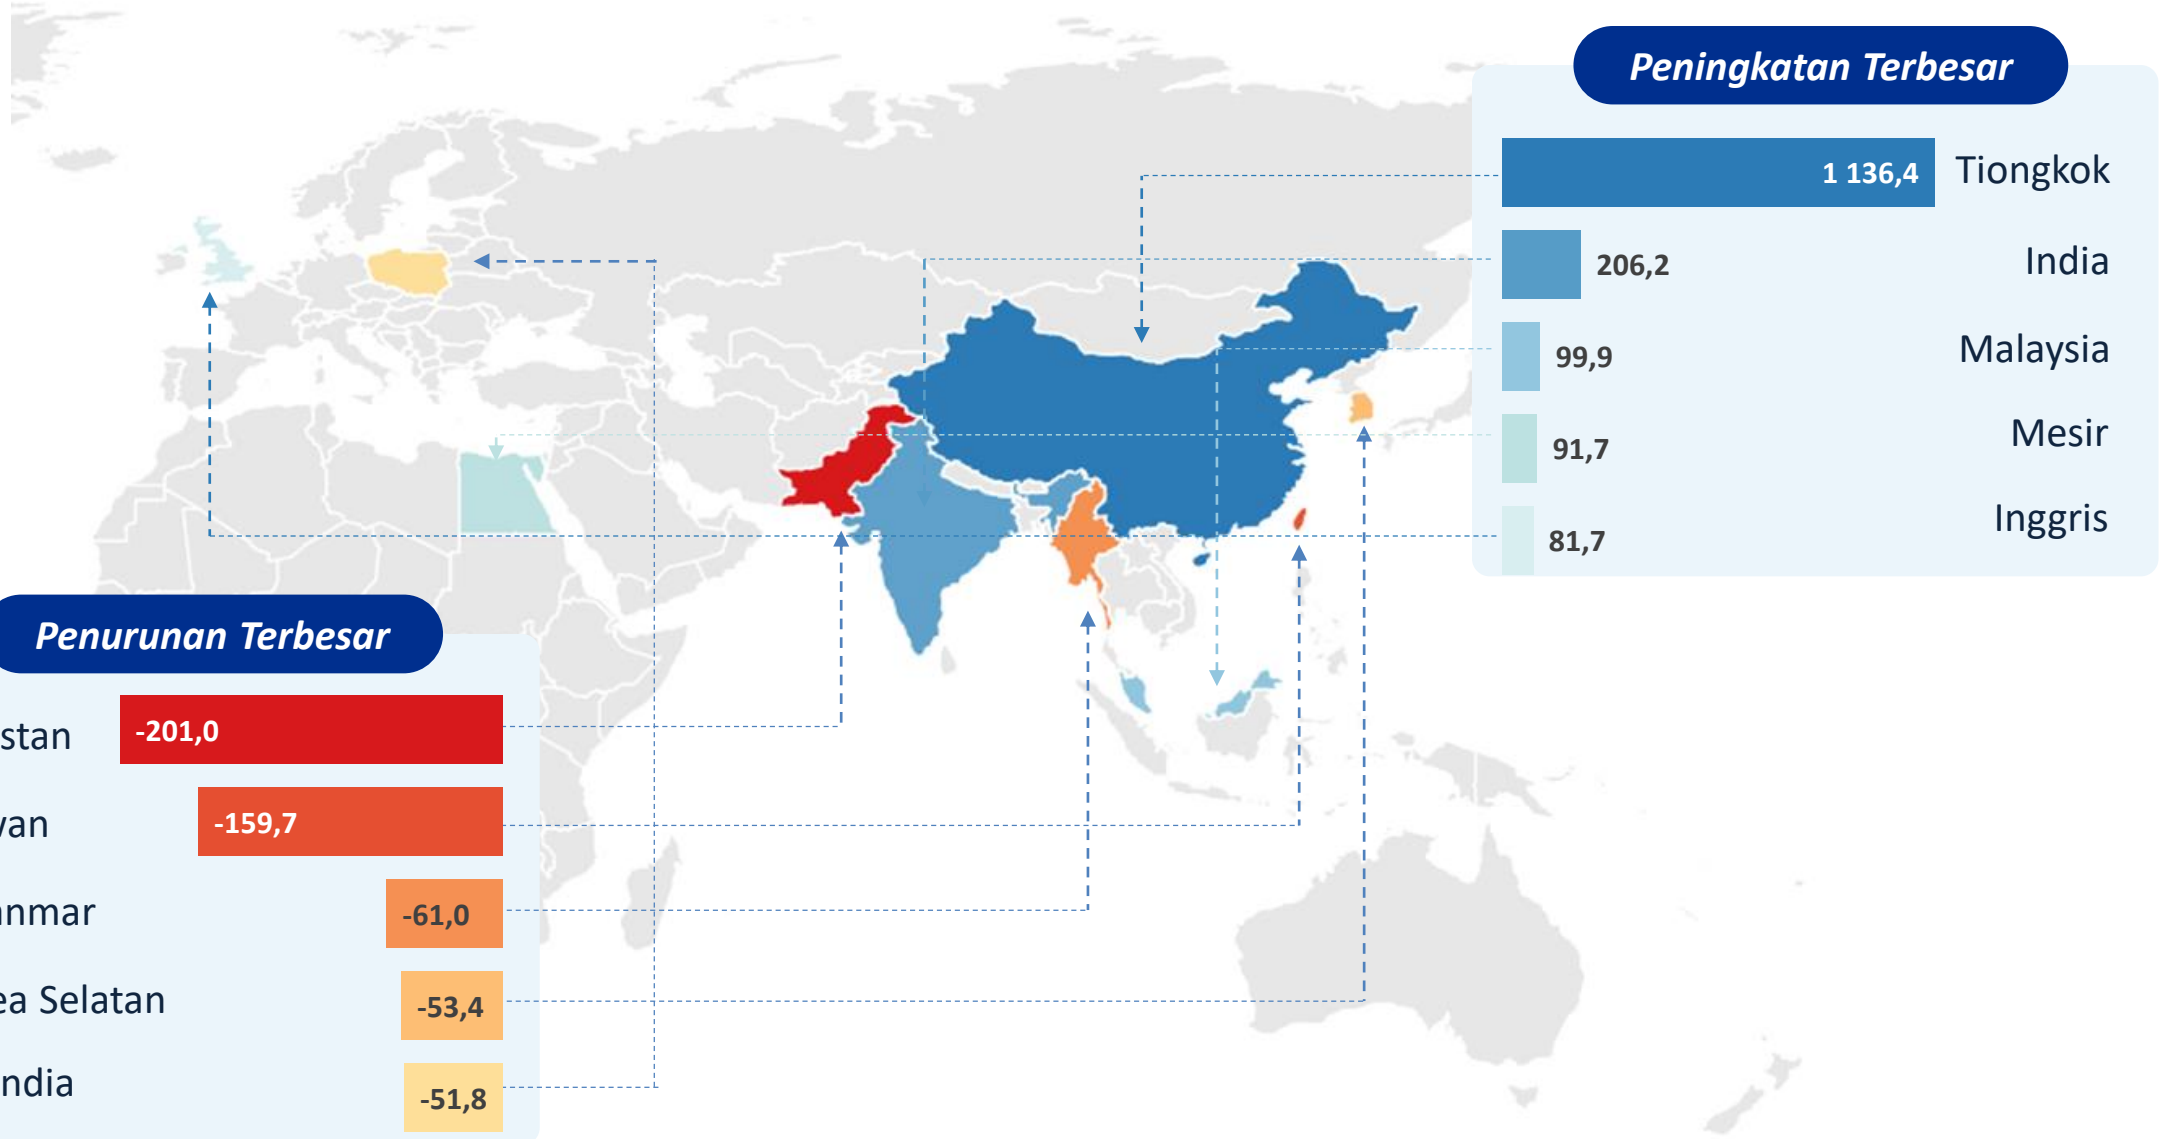 Peningkatan Terbesar
1 136,4 Tiongkok
206,2 India
99,9 Malaysia
91,7 Mesir
81,7 Inggris
Penurunan Terbesar
stan -201,0
van -159,7
anmar -61,0
ea Selatan -53,4
ndia -51,8